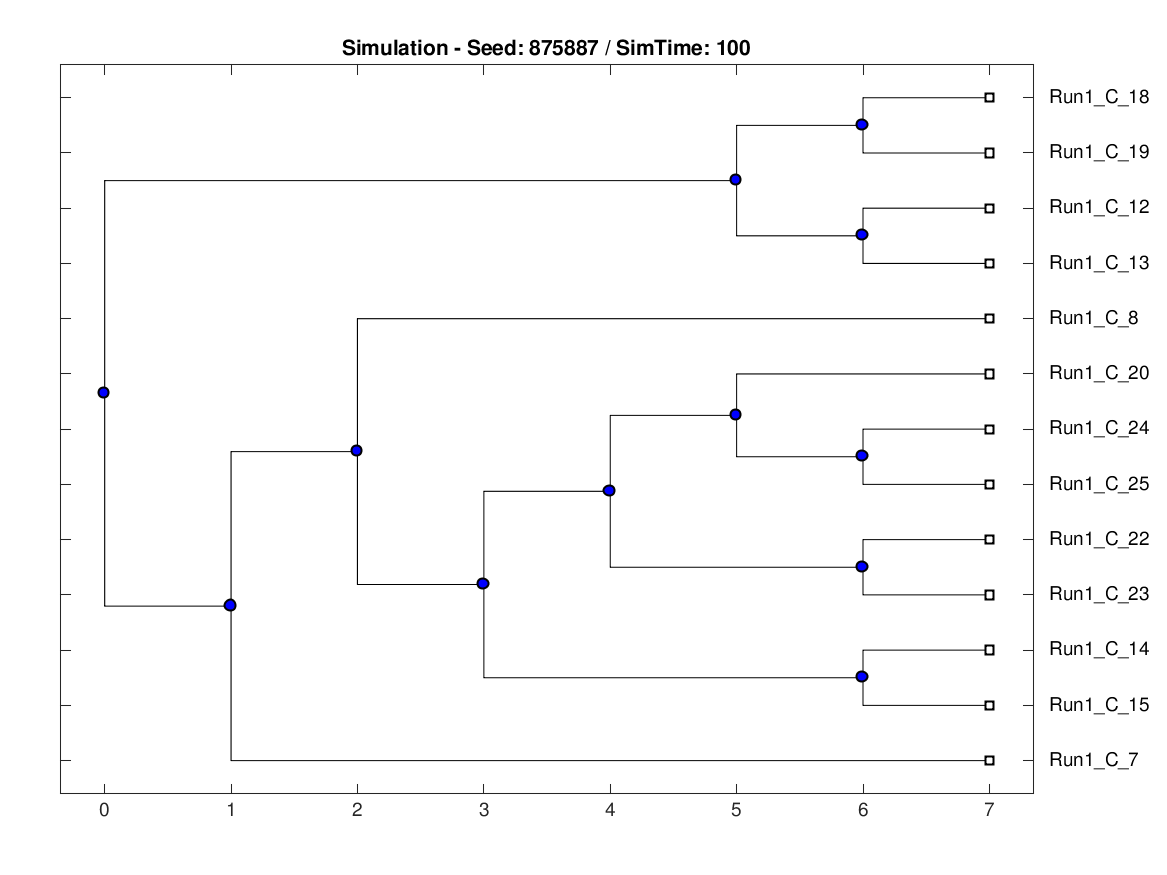 Simulation - Seed: 875887 / SimTime: 100
Run1_C_18
Run1_C_19
Run1_C_12
Run1_C_13
Run1_C_8
Run1_C_20
Run1_C_24
Run1_C_25
Run1_C_22
Run1_C_23
Run1_C_14
Run1_C_15
Run1_C_7
0 1 2 3 4 5 6 7